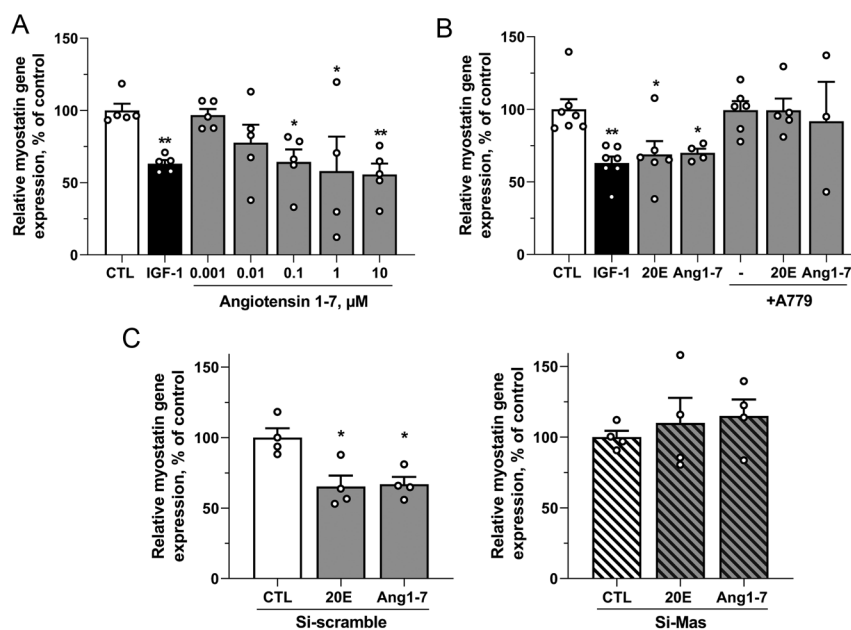 A
Relative myostatin gene
expression, % of control
150
100
50
0
*
*
**
**
CTL IGF-1 0.001 0.01 0.1 1 10
Angiotensin 1-7, µM
B
Relative myostatin gene
expression, % of control
150
100
50
0
*
**
*
CTL IGF-1 20E Ang1-7 - 20E Ang1-7
+A779
C
Relative myostatin gene
expression, % of control
150
100
50
0
* *
CTL 20E Ang1-7
Si-scramble
Relative myostatin gene
expression, % of control
150
100
50
0
CTL 20E Ang1-7
Si-Mas